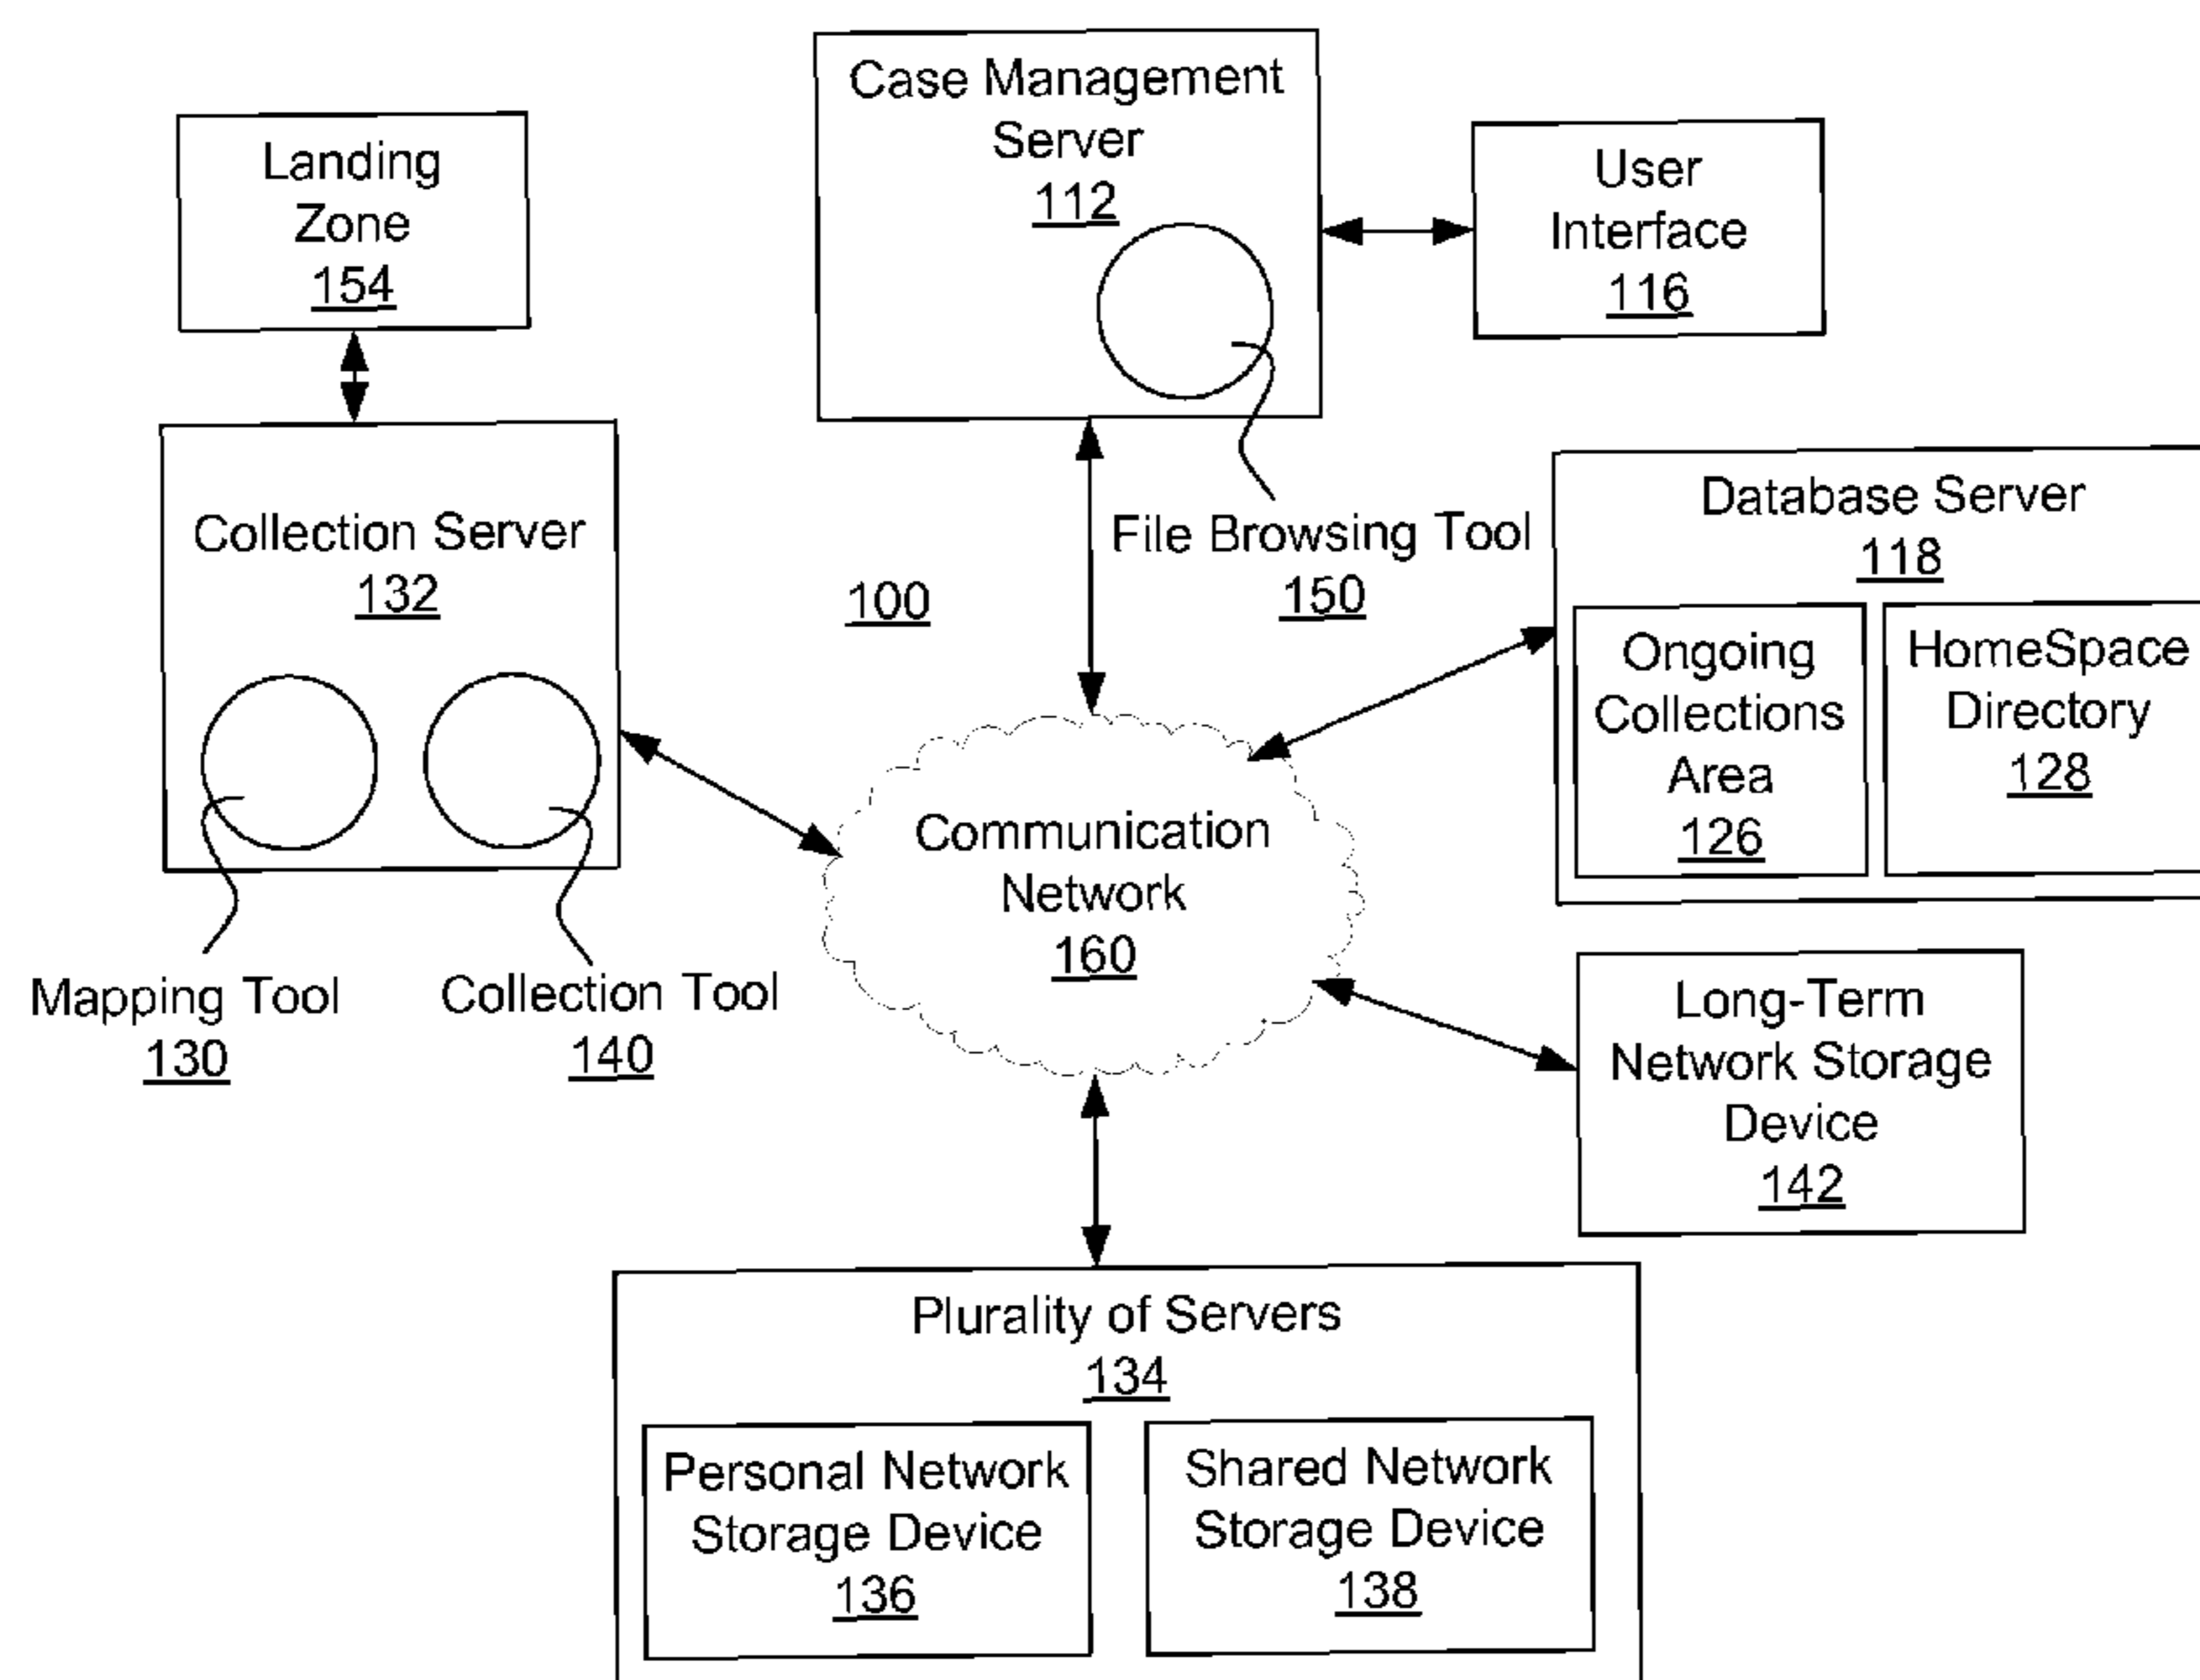 Case Management
Server
112
Landing
Zone
154
User
Interface
116
Collection Server
132
File Browsing Tool
150
100
Database Server
118
Ongoing
Collections
Area
126
HomeSpace
Directory
128
Communication
Network
160
Mapping Tool
130
Collection Tool
140
Long-Term
Network Storage
Device
142
Plurality of Servers
134
Personal Network
Storage Device
136
Shared Network
Storage Device
138